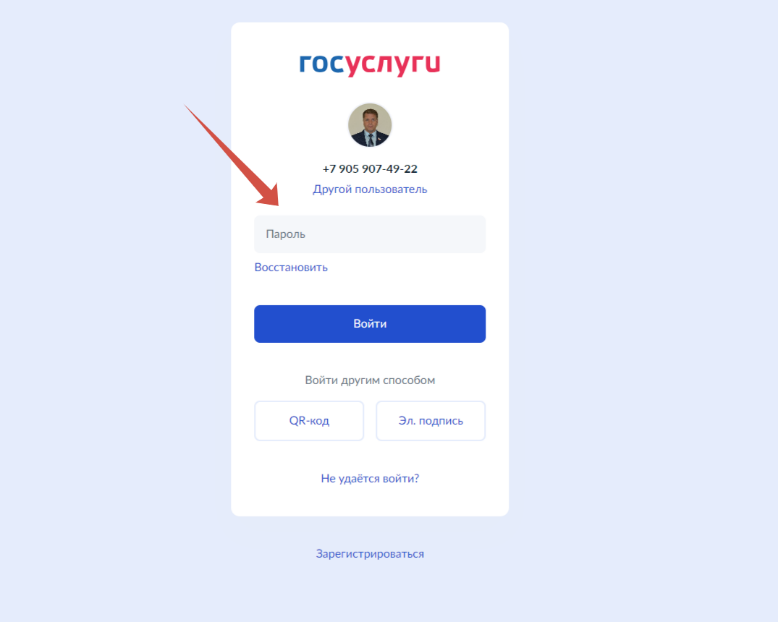 госуслуги
+7 905 907-49-22
Другой пользователь
Пароль
Восстановить
Войти
Войти другим способом
QR-код
Эл. подпись
Не удаётся войти?
Зарегистрироваться